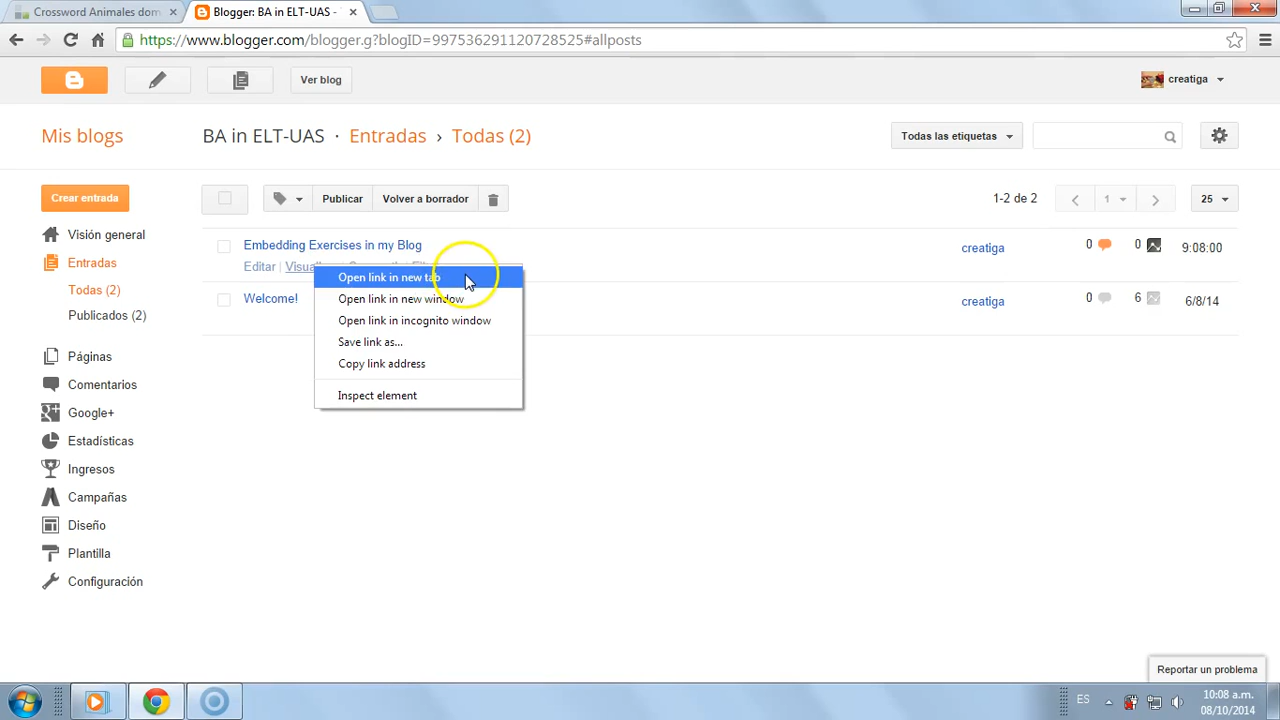 Crossword Animales dom
Blogger: BA in ELT-UAS -
https://www.blogger.com/blogger.g?blogID=997536291120728525#allposts
Ver blog
creatiga
Mis blogs
BA in ELT-UAS · Entradas › Todas (2)
Todas las etiquetas
Crear entrada
Publicar
Volver a borrador
1-2 de 2
1
25
Visión general
Entradas
Todas (2)
Publicados (2)
Páginas
Comentarios
Google+
Estadísticas
Ingresos
Campañas
Diseño
Plantilla
Configuración
Embedding Exercises in my Blog
creatiga
0
0
9:08:00
Editar
Open link in new tab
Open link in new window
Open link in incognito window
Save link as...
Copy link address
Inspect element
Welcome!
creatiga
0
6
6/8/14
Reportar un problema
ES
10:08 a.m.
08/10/2014